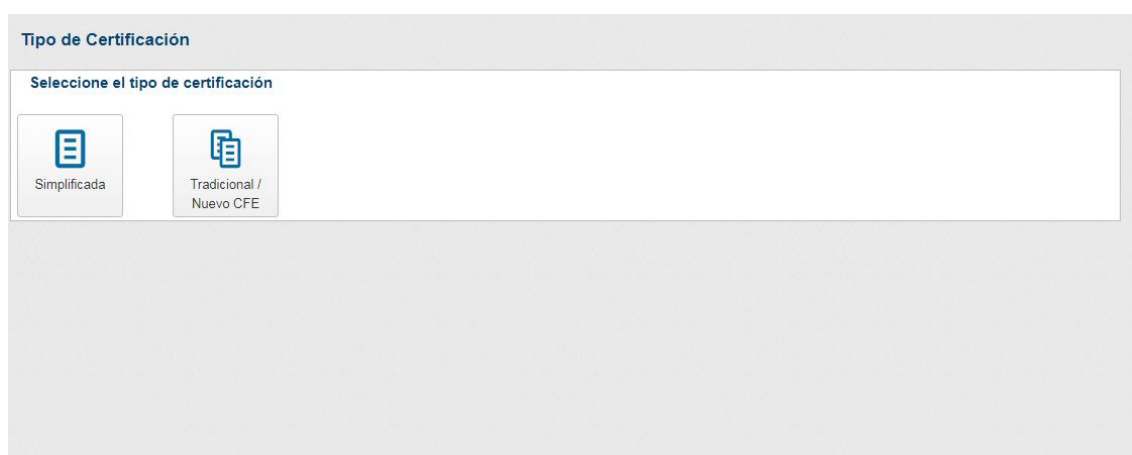 Tipo de Certificación
Seleccione el tipo de certificación
Simplificada
Tradicional /
Nuevo CFE